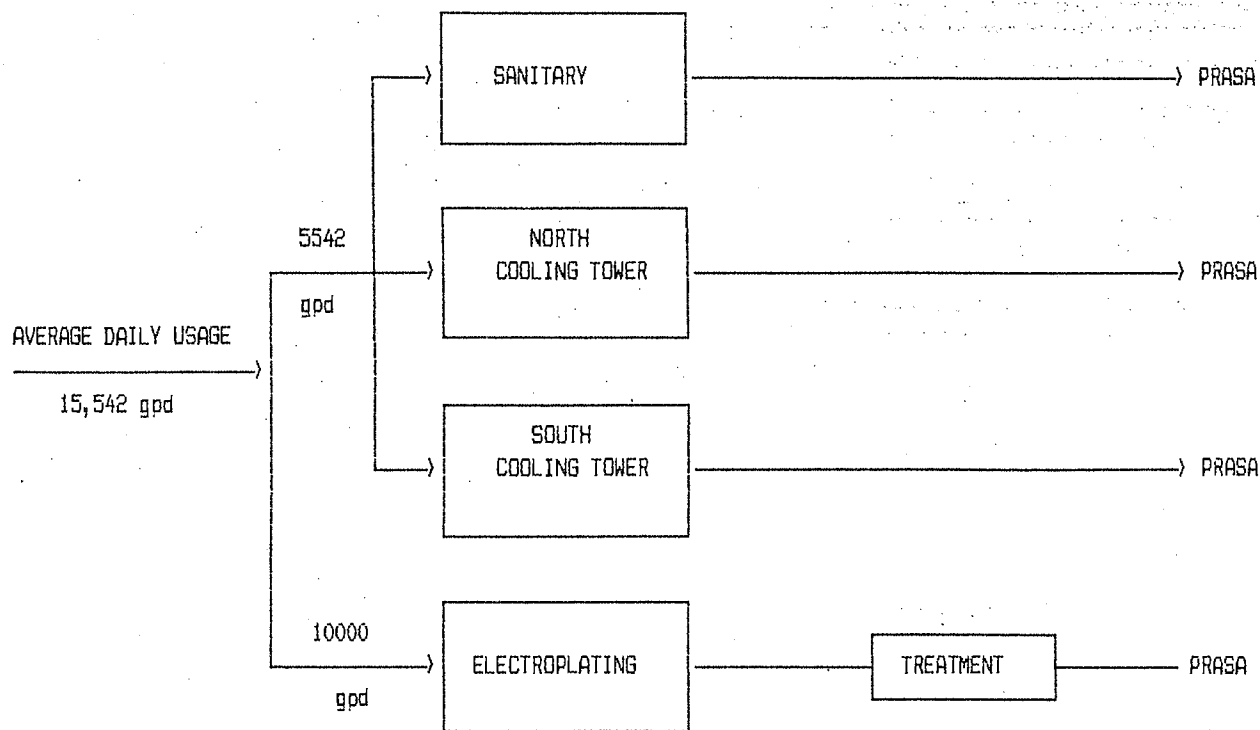 SANITARY
PRASA
5542
gpd
NORTH
COOLING TOWER
PRASA
AVERAGE DAILY USAGE
15,542 gpd
SOUTH
COOLING TOWER
PRASA
10000
gpd
ELECTROPLATING
TREATMENT
PRASA